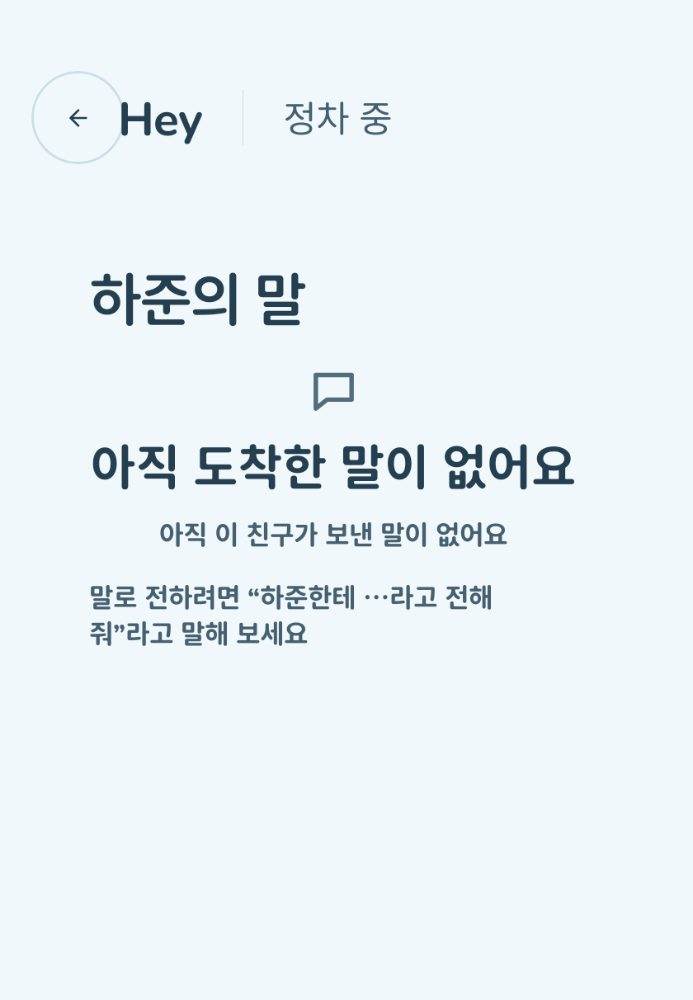 Hey
정차 중
하준의 말
아직 도착한 말이 없어요
아직 이 친구가 보낸 말이 없어요
말로 전하려면 “하준한테 …라고 전해
줘”라고 말해 보세요